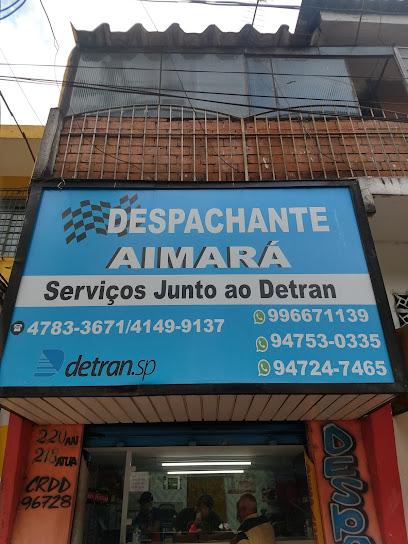 DESPACHANTE
AIMARÁ
Serviços Junto ao Detran
4783-3671/4149-9137
996671139
94753-0335
94724-7465
detran.sp
CRDD
96728